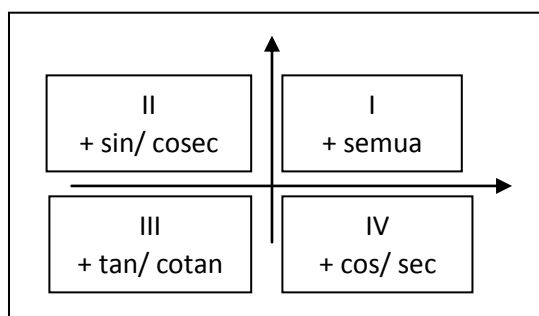 II
+ sin/ cosec
I
+ semua
III
+ tan/ cotan
IV
+ cos/ sec